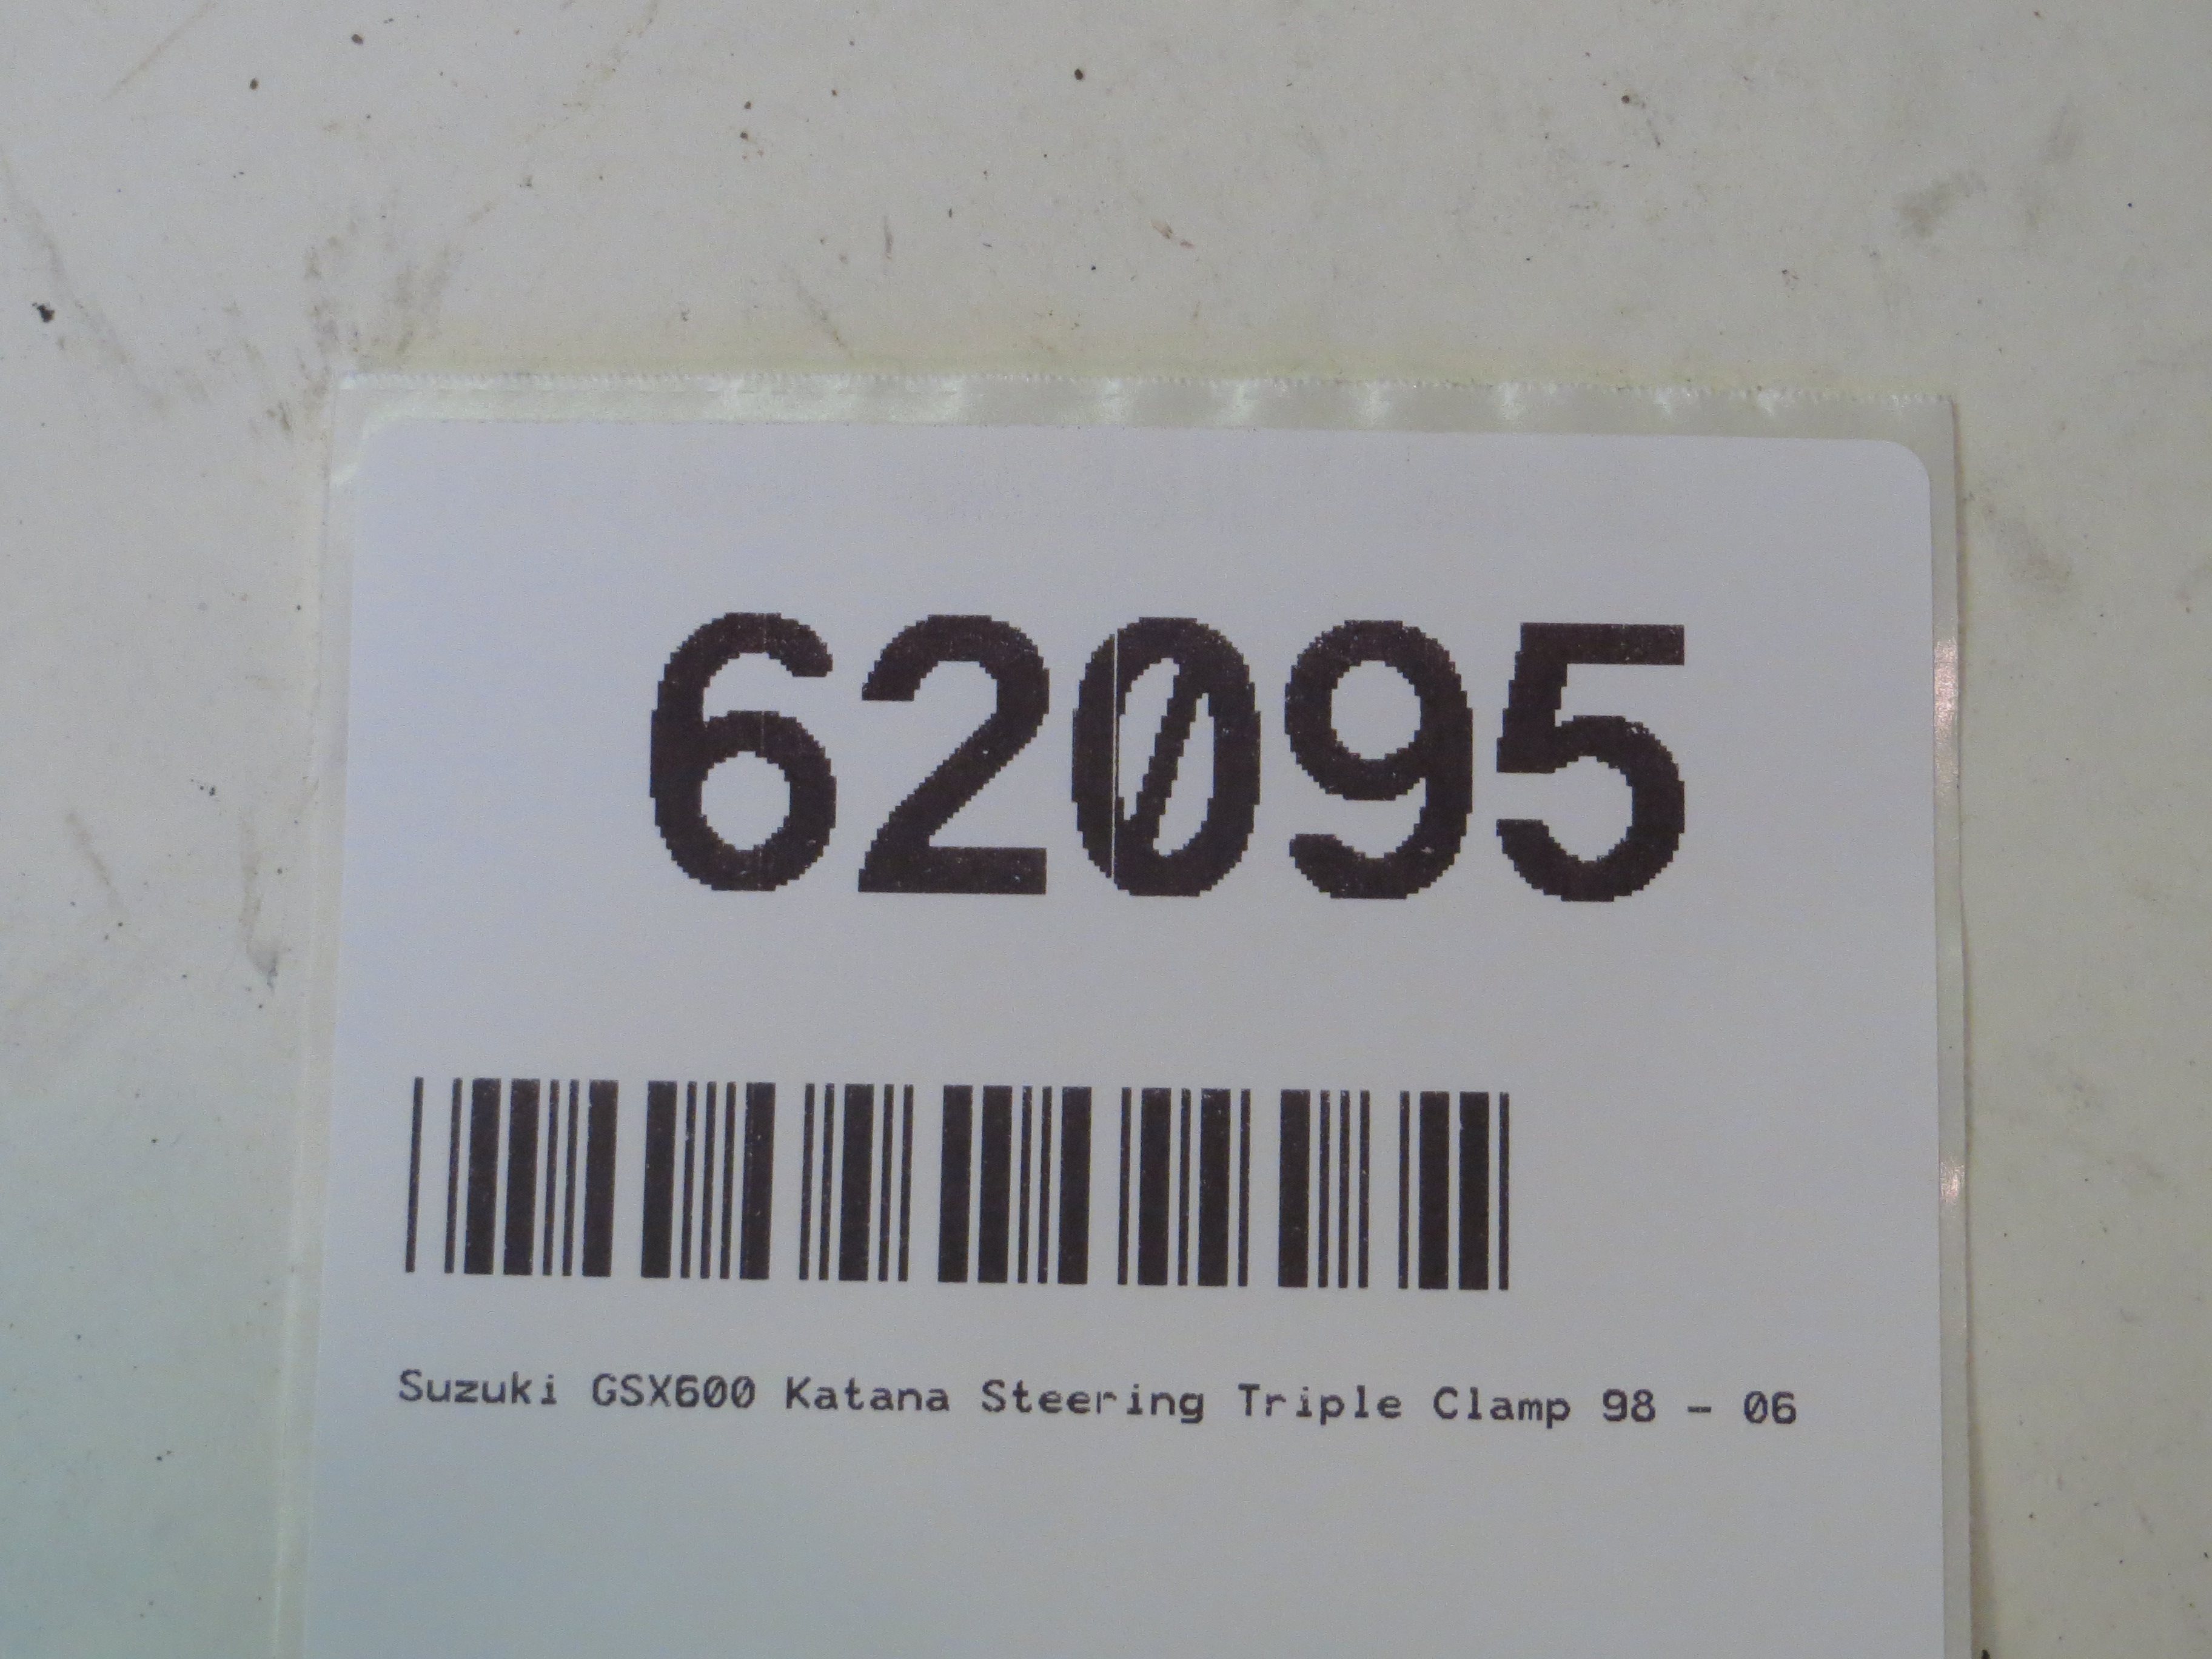 62095
Suzuki GSX600 Katana Steering Triple Clamp 98 - 06